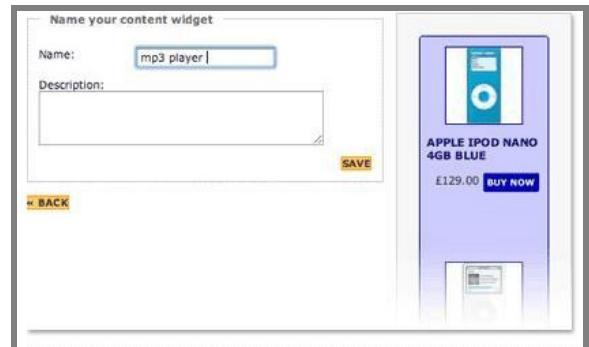 Name your content widget
Name:
mp3 player
Description:
SAVE
« BACK
APPLE IPOD NANO
4GB BLUE
£129.00 BUY NOW